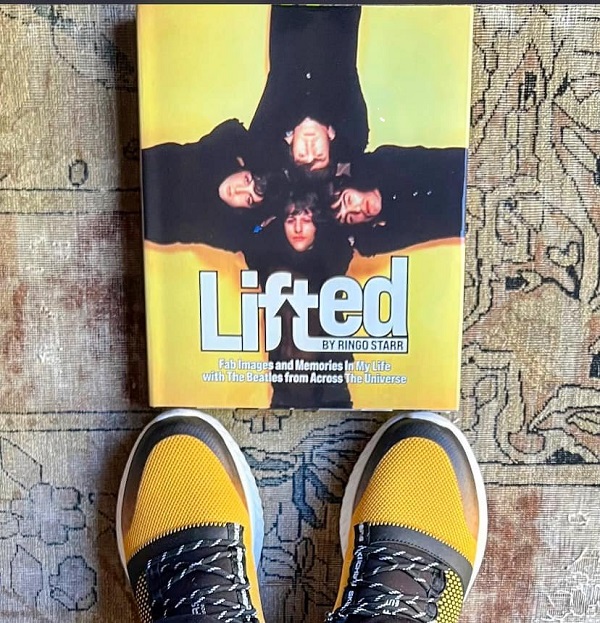 Lifted
BY RINGO STARR
Fab Images and Memories In My Life
with The Beatles from Across The Universe